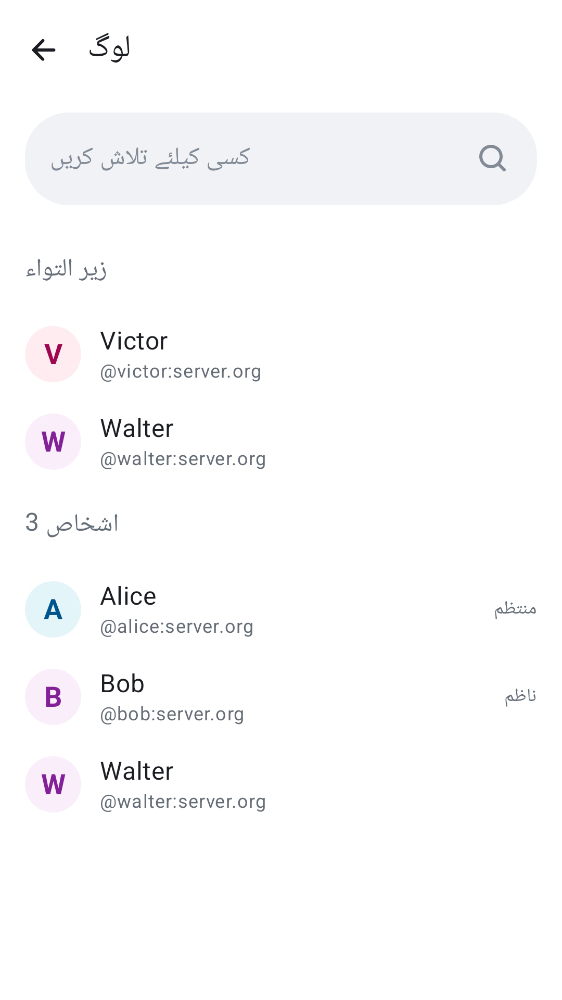 لوگ
کسی کیلئے تلاش کریں
زیر التواء
V
Victor
@victor:server.org
W
Walter
@walter:server.org
3 اشخاص
A
Alice
@alice:server.org
منتظم
B
Bob
@bob:server.org
ناظم
W
Walter
@walter:server.org